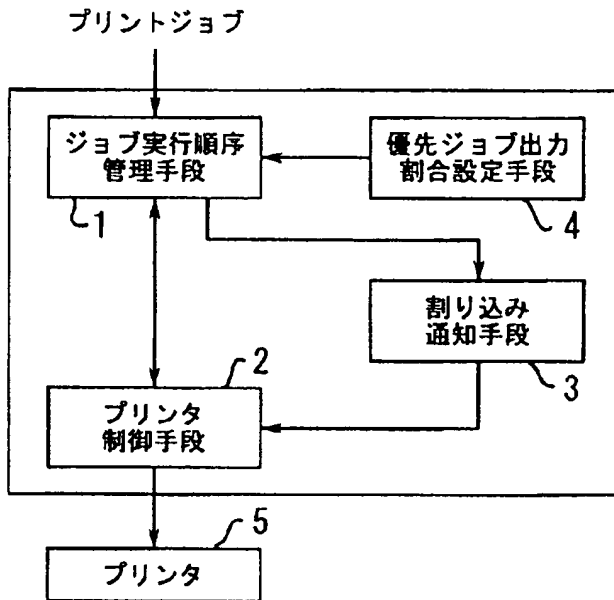 プリントジョブ
ジョブ実行順序
管理手段
1
優先ジョブ出力
割合設定手段
4
割り込み
通知手段
3
2
プリンタ
制御手段
5
プリンタ